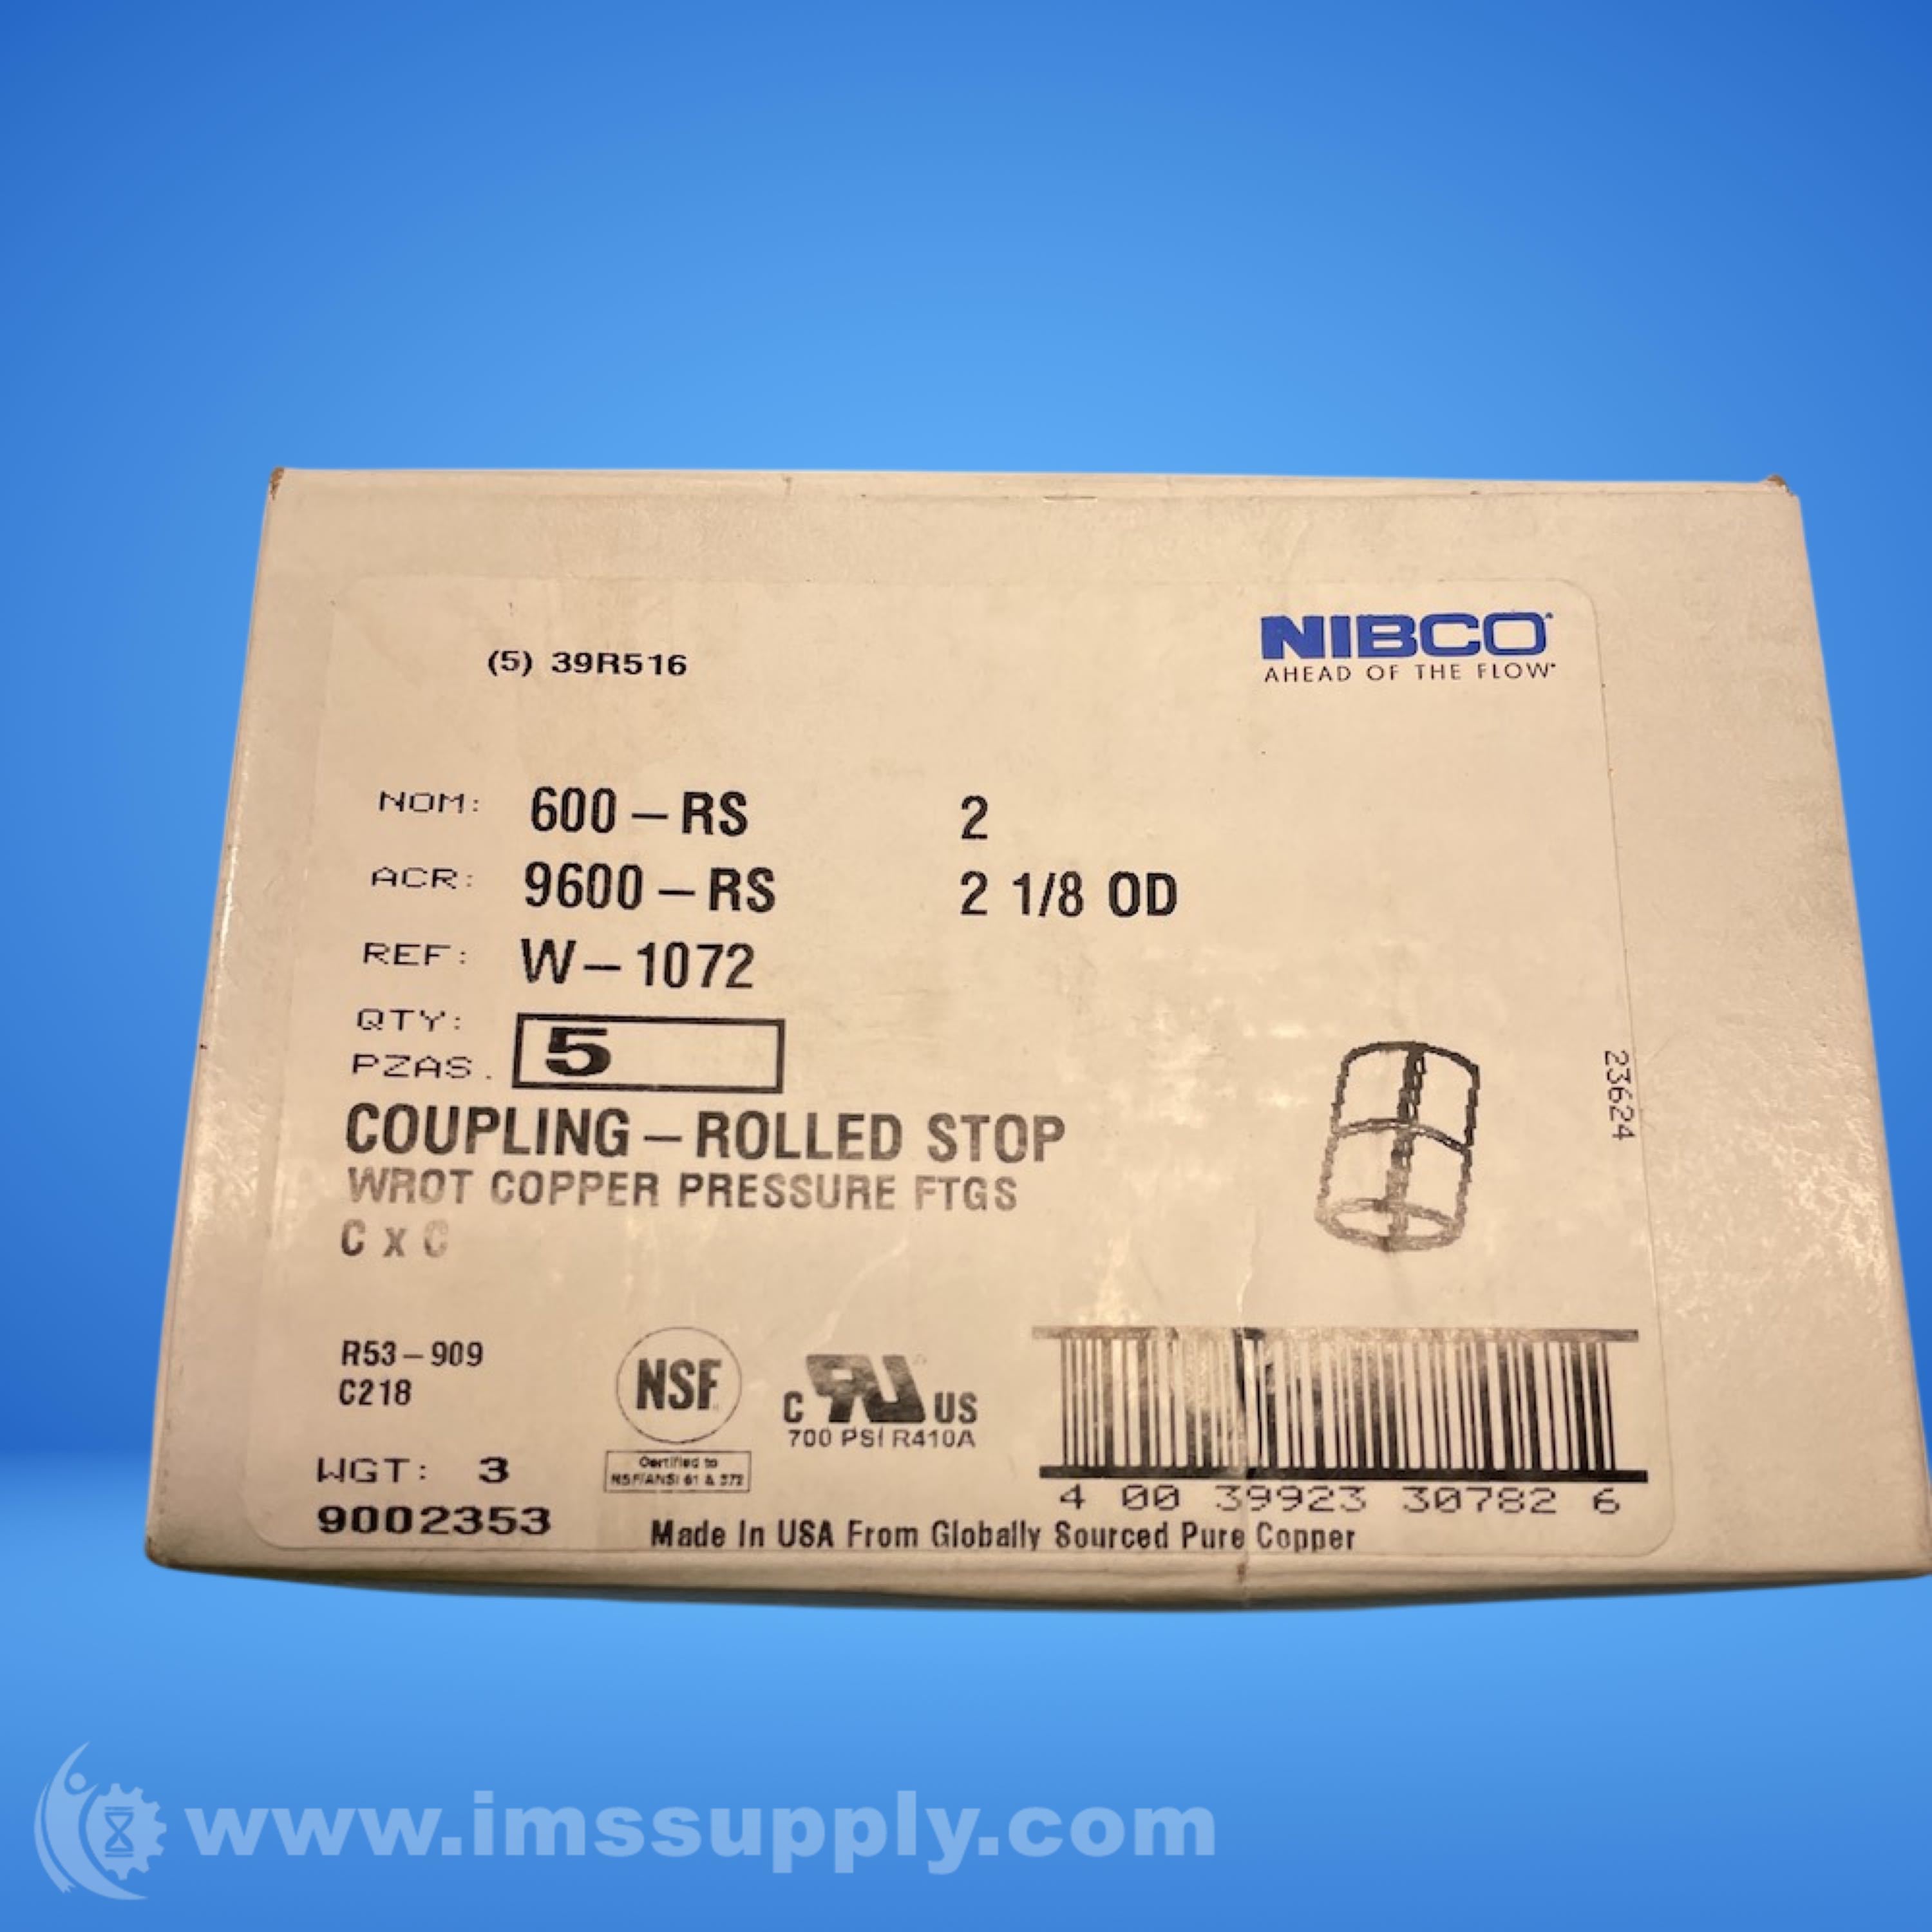 (5) 39R516
NIBCO
AHEAD OF THE FLOW
NOM: 600-RS 2
ACR: 9600-RS 2 1/8 OD
REF: W-1072
QTY:
PZAS. 5
COUPLING-ROLLED STOP
WROT COPPER PRESSURE FTGS
C x C
23624
R53-909
C218
NSF
Certified to
NSF/ANSI 61 & 372
C RU US
700 PSI R410A
WGT: 3
9002353
4 00 39923 30782 6
Made In USA From Globally Sourced Pure Copper
www.imssupply.com